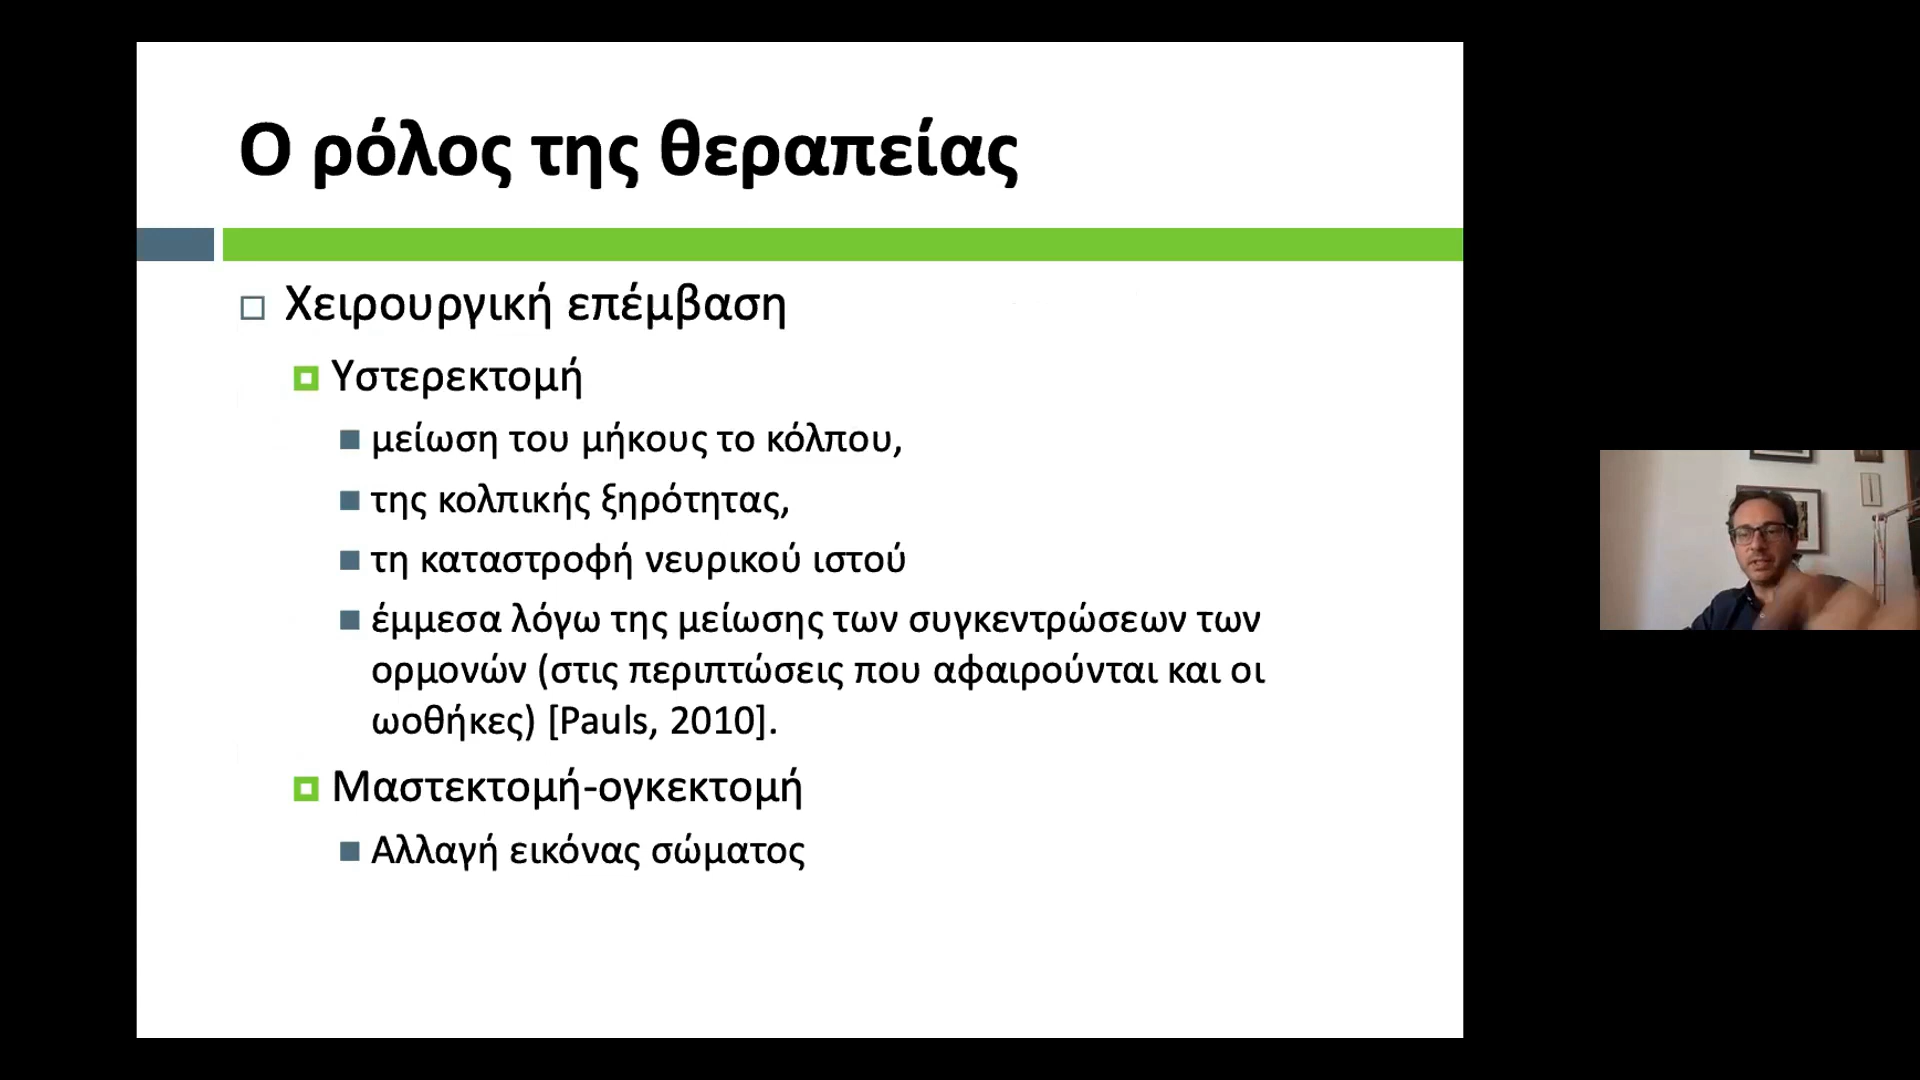 Ο ρόλος της θεραπείας
Χειρουργική επέμβαση
Υστερεκτομή
μείωση του μήκους το κόλπου,
της κολπικής ξηρότητας,
τη καταστροφή νευρικού ιστού
έμμεσα λόγω της μείωσης των συγκεντρώσεων των
ορμονών (στις περιπτώσεις που αφαιρούνται και οι
ωοθήκες) [Pauls, 2010].
Μαστεκτομή-ογκεκτομή
Αλλαγή εικόνας σώματος